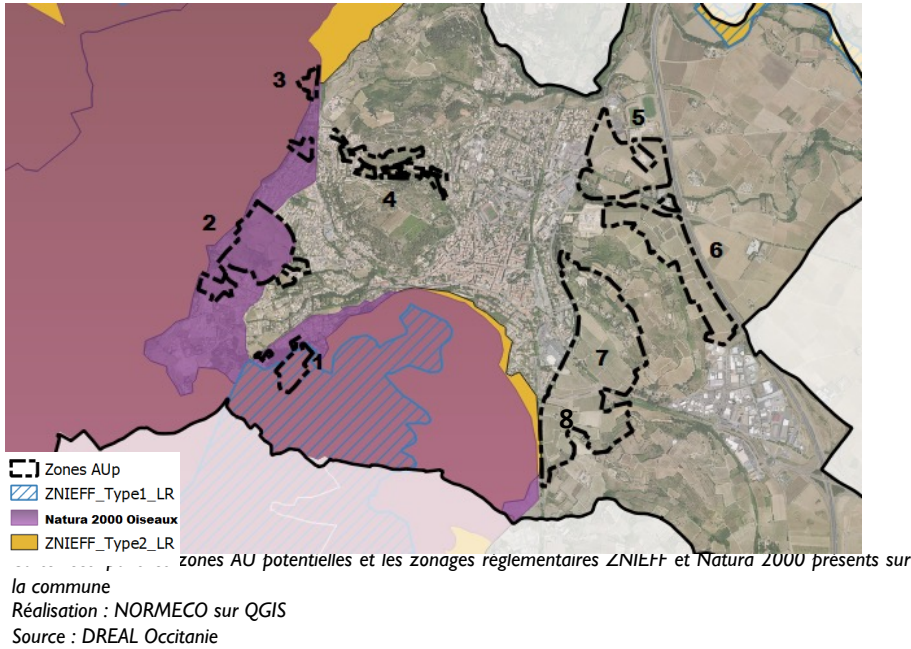 3
5
4
2
6
1
7
8
Zones AUp
ZNIEFF_Type1_LR
Natura 2000 Oiseaux
ZNIEFF_Type2_LR
zones AU potentielles et les zonages réglementaires ZNIEFF et Natura 2000 présents sur
la commune
Réalisation : NORMECO sur QGIS
Source : DREAL Occitanie